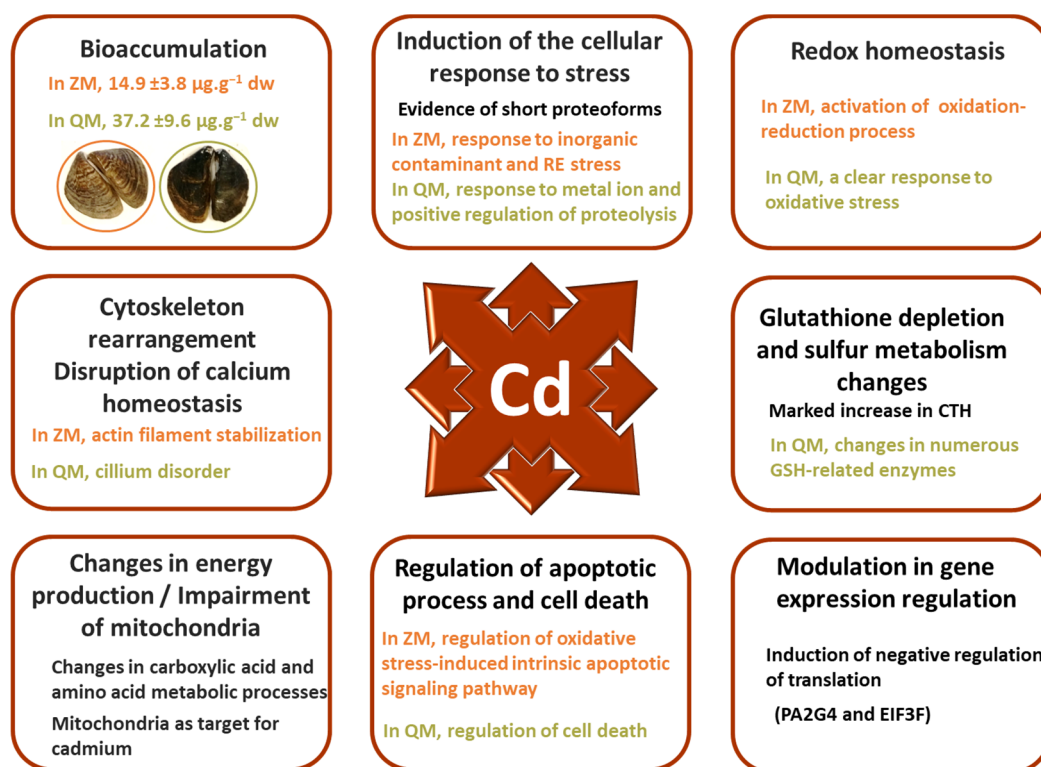 Bioaccumulation
In ZM, 14.9 ±3.8 µg.g⁻¹ dw
In QM, 37.2 ±9.6 µg.g⁻¹ dw
Induction of the cellular
response to stress
Evidence of short proteoforms
In ZM, response to inorganic
contaminant and RE stress
In QM, response to metal ion and
positive regulation of proteolysis
Redox homeostasis
In ZM, activation of oxidation-
reduction process
In QM, a clear response to
oxidative stress
Cytoskeleton
rearrangement
Disruption of calcium
homeostasis
In ZM, actin filament stabilization
In QM, cillium disorder
Cd
Glutathione depletion
and sulfur metabolism
changes
Marked increase in CTH
In QM, changes in numerous
GSH-related enzymes
Changes in energy
production / Impairment
of mitochondria
Changes in carboxylic acid and
amino acid metabolic processes
Mitochondria as target for
cadmium
Regulation of apoptotic
process and cell death
In ZM, regulation of oxidative
stress-induced intrinsic apoptotic
signaling pathway
In QM, regulation of cell death
Modulation in gene
expression regulation
Induction of negative regulation
of translation
(PA2G4 and EIF3F)